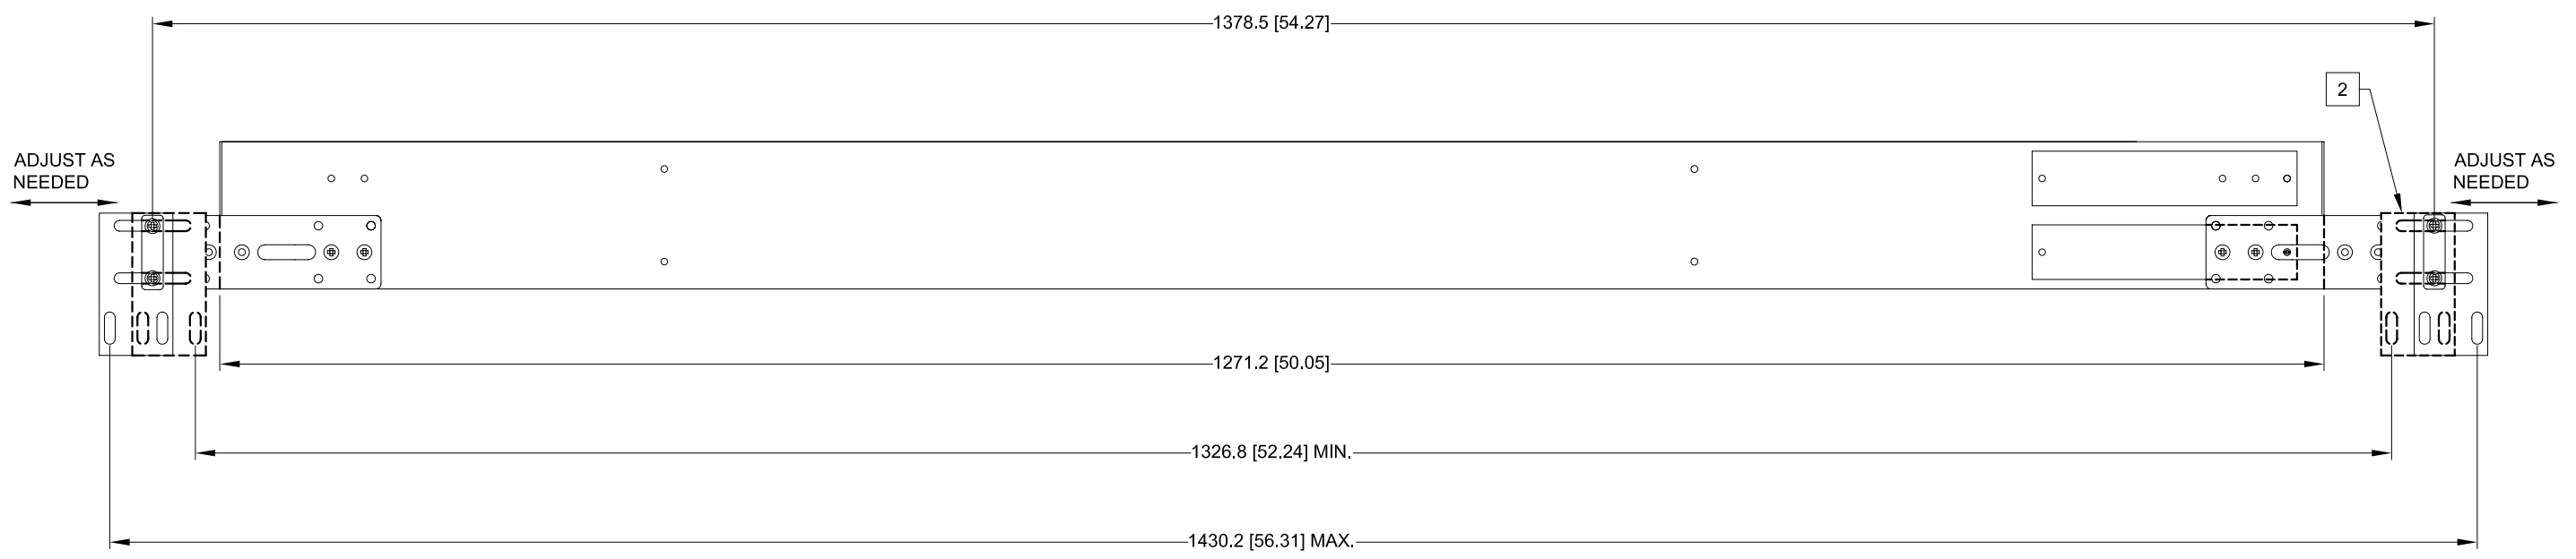 1378.5 [54.27]
2
ADJUST AS
NEEDED
ADJUST AS
NEEDED
1271.2 [50.05]
1326.8 [52.24] MIN.
1430.2 [56.31] MAX.